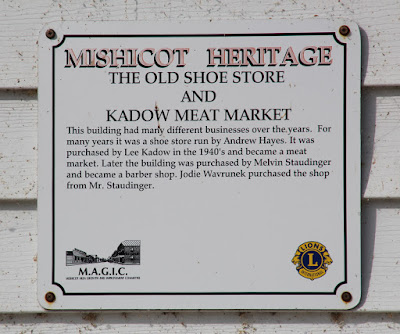 MISHICOT HERITAGE
THE OLD SHOE STORE
AND
KADOW MEAT MARKET
This building had many different businesses over the years. For
many years it was a shoe store run by Andrew Hayes. It was
purchased by Lee Kadow in the 1940's and became a meat
market. Later the building was purchased by Melvin Staudinger
and became a barber shop. Jodie Wavrunek purchased the shop
from Mr. Staudinger.
M.A.G.I.C.
LIONS
L
INTERNATIONAL